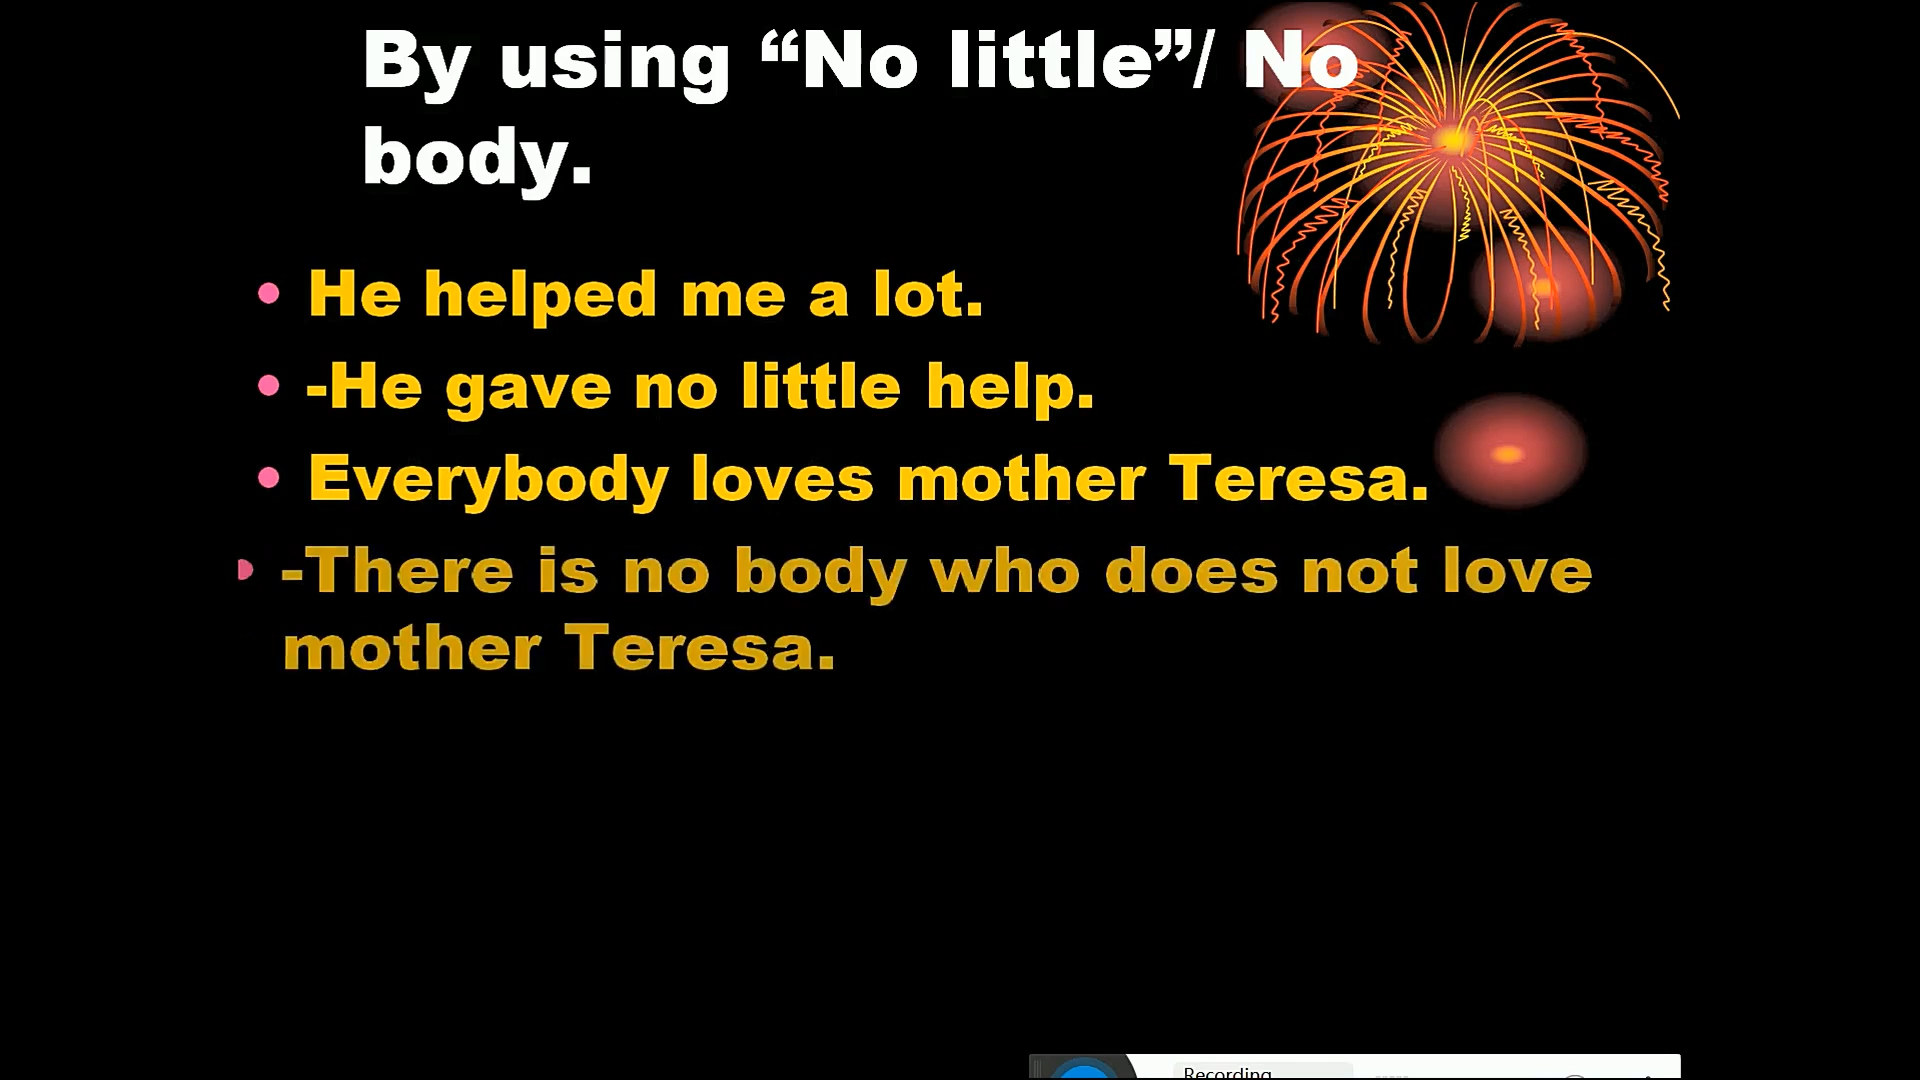 By using “No little”/ No
body.
• He helped me a lot.
• -He gave no little help.
• Everybody loves mother Teresa.
• -There is no body who does not love
mother Teresa.
Recording